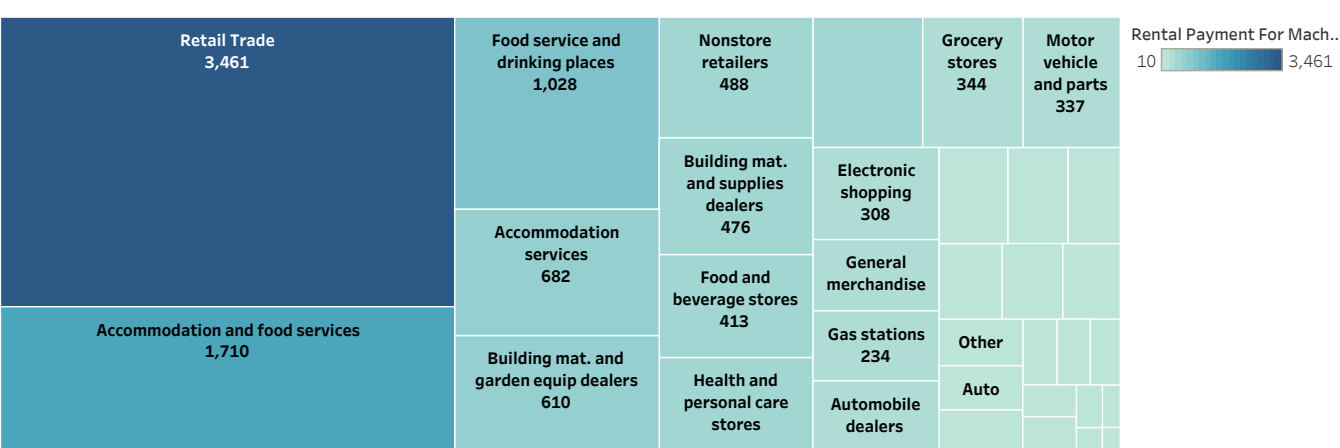 Retail Trade
3,461
Accommodation and food services
1,710
Food service and
drinking places
1,028
Accommodation
services
682
Building mat. and
garden equip dealers
610
Nonstore
retailers
488
Building mat.
and supplies
dealers
476
Food and
beverage stores
413
Health and
personal care
stores
Electronic
shopping
308
General
merchandise
Gas stations
234
Automobile
dealers
Grocery
stores
344
Motor
vehicle
and parts
337
Other
Auto
Rental Payment For Mach..
10 3,461